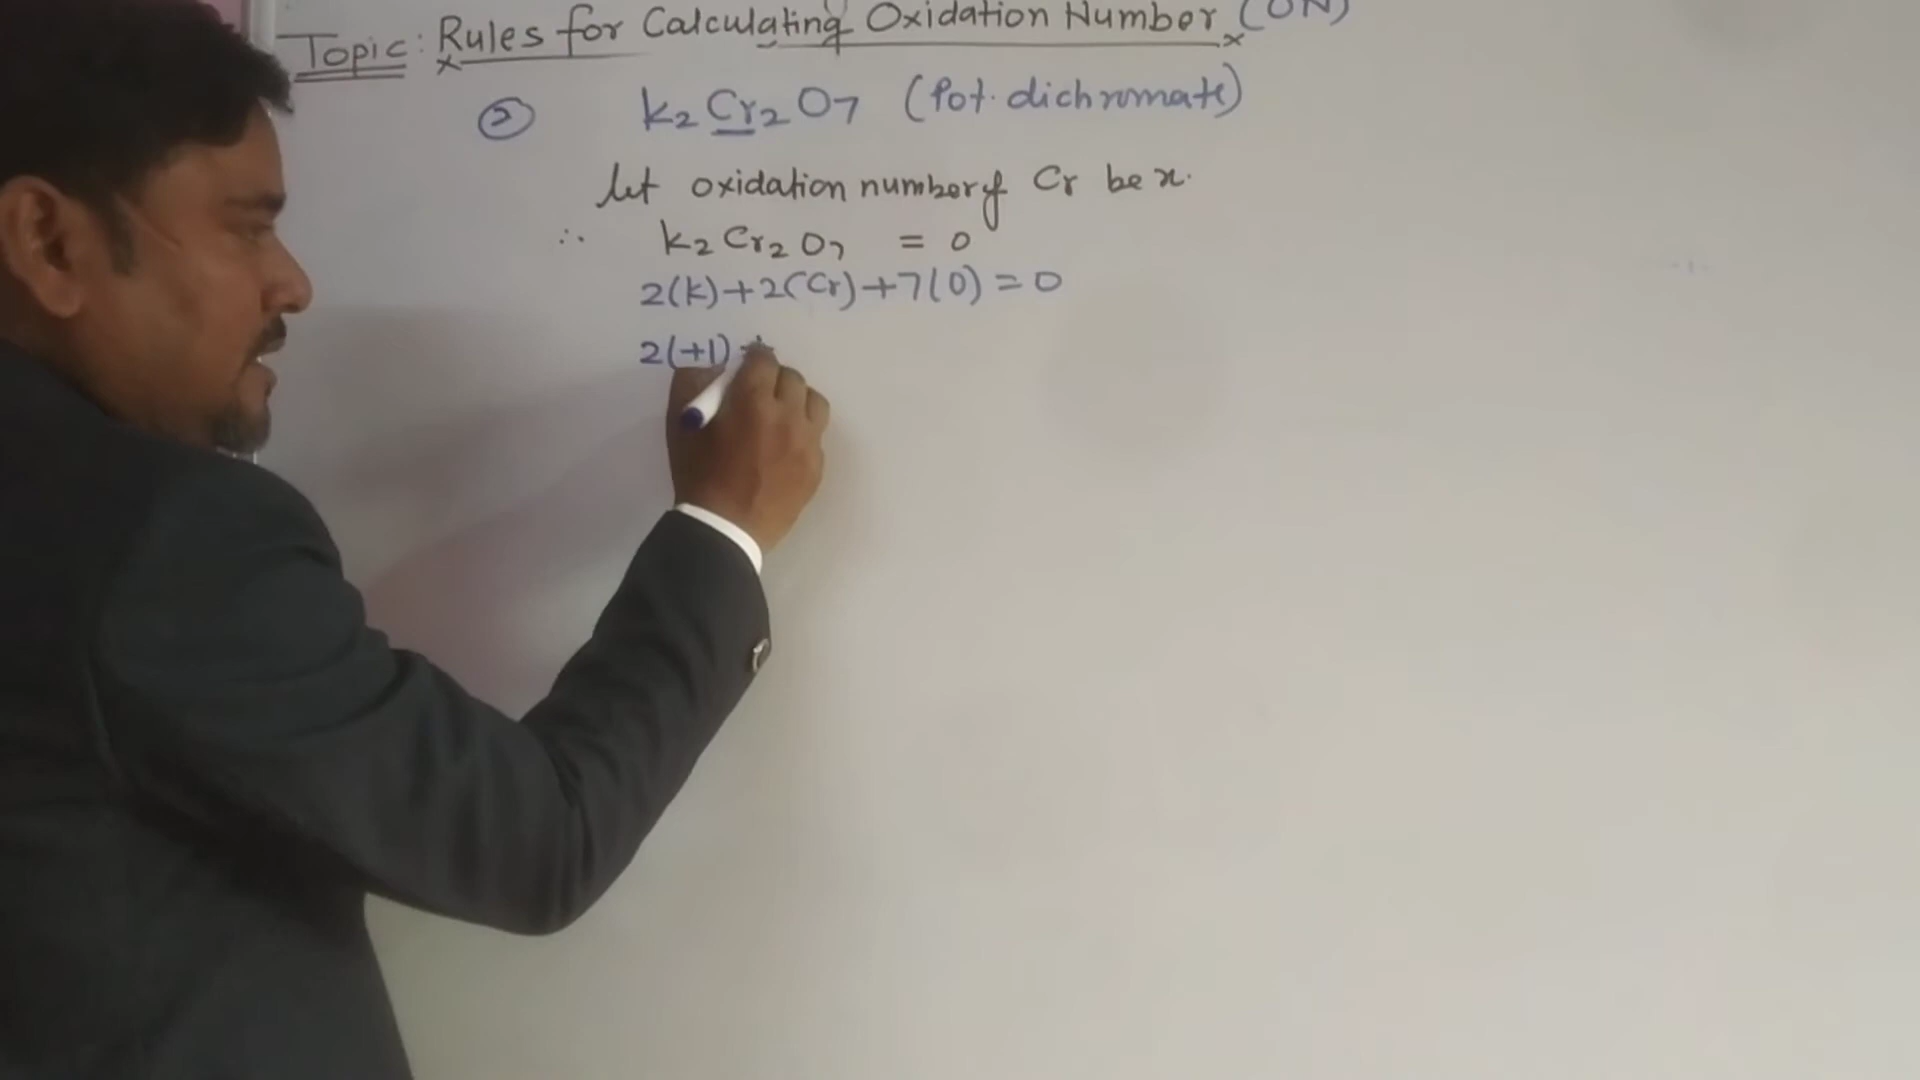 Topic: Rules for Calculating Oxidation Number (ON)
② K₂Cr₂O₇ (Pot. dichromate)
Let oxidation number of Cr be x.
∴ K₂Cr₂O₇ = 0
2(K)+2(Cr)+7(O) = 0
2(+1) +